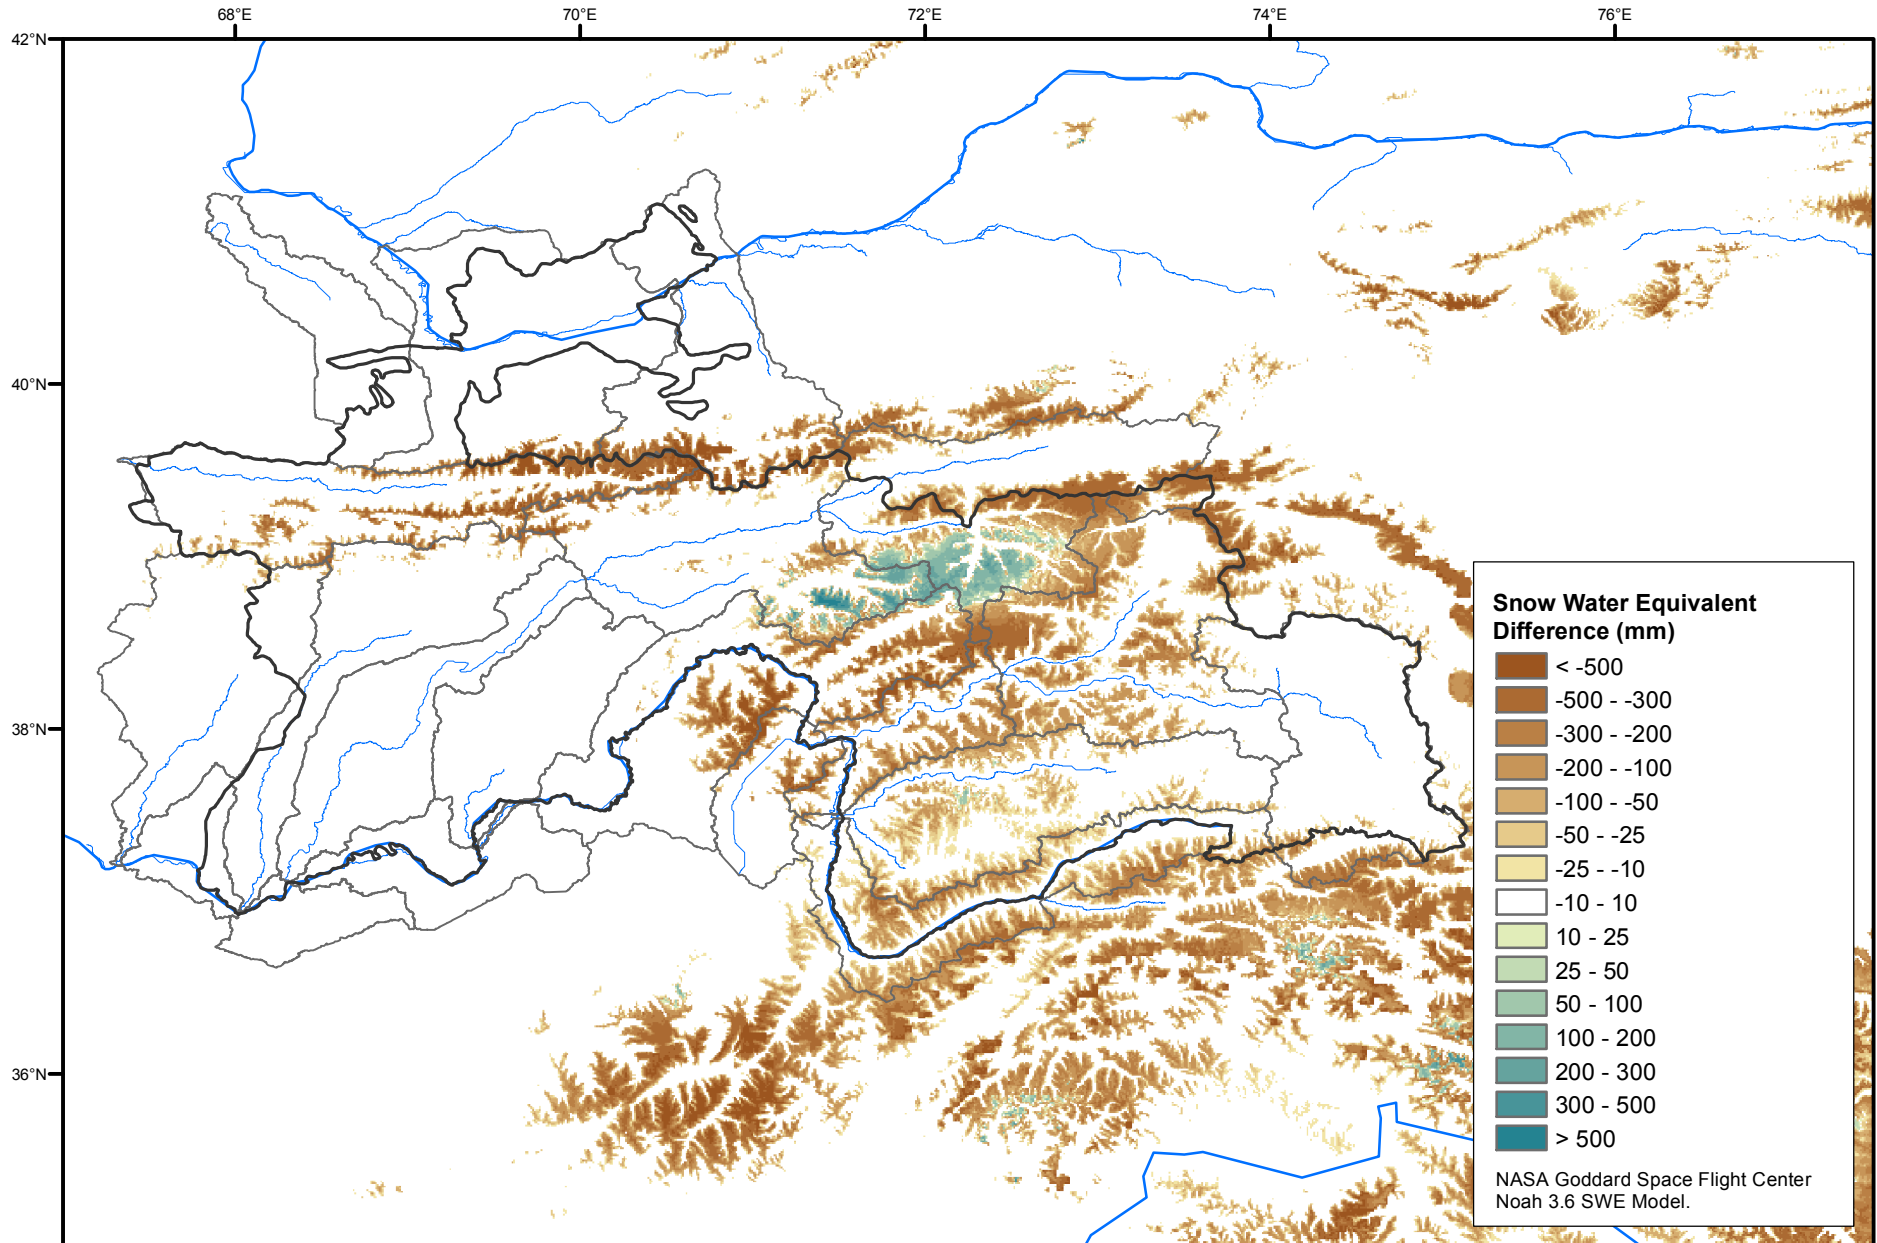 68°E
70°E
72°E
74°E
76°E
42°N
40°N
38°N
36°N
Snow Water Equivalent
Difference (mm)
< -500
-500 - -300
-300 - -200
-200 - -100
-100 - -50
-50 - -25
-25 - -10
-10 - 10
10 - 25
25 - 50
50 - 100
100 - 200
200 - 300
300 - 500
> 500
NASA Goddard Space Flight Center
Noah 3.6 SWE Model.